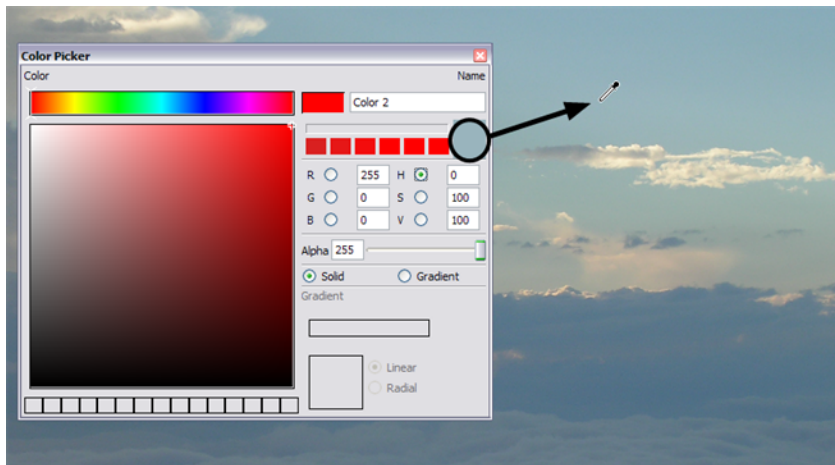 Color Picker
Color Name
Color 2
R 255 H 0
G 0 S 100
B 0 V 100
Alpha 255
Solid Gradient
Gradient
Linear
Radial